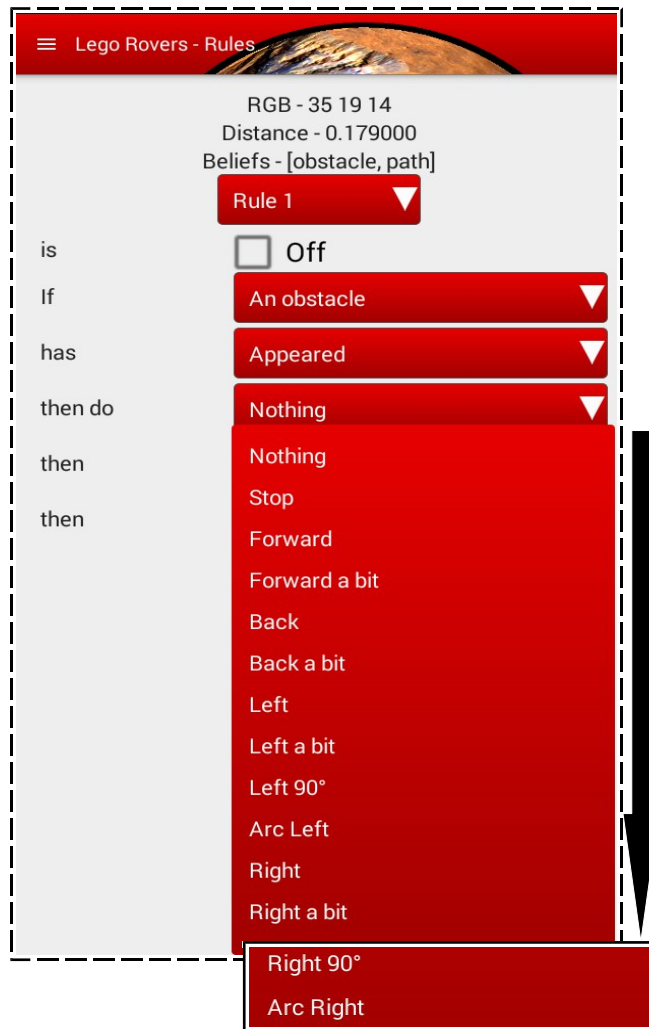 Lego Rovers - Rules
RGB - 35 19 14
Distance - 0.179000
Beliefs - [obstacle, path]
Rule 1
is Off
If An obstacle
has Appeared
then do Nothing
then
then
Nothing
Stop
Forward
Forward a bit
Back
Back a bit
Left
Left a bit
Left 90°
Arc Left
Right
Right a bit
Right 90°
Arc Right